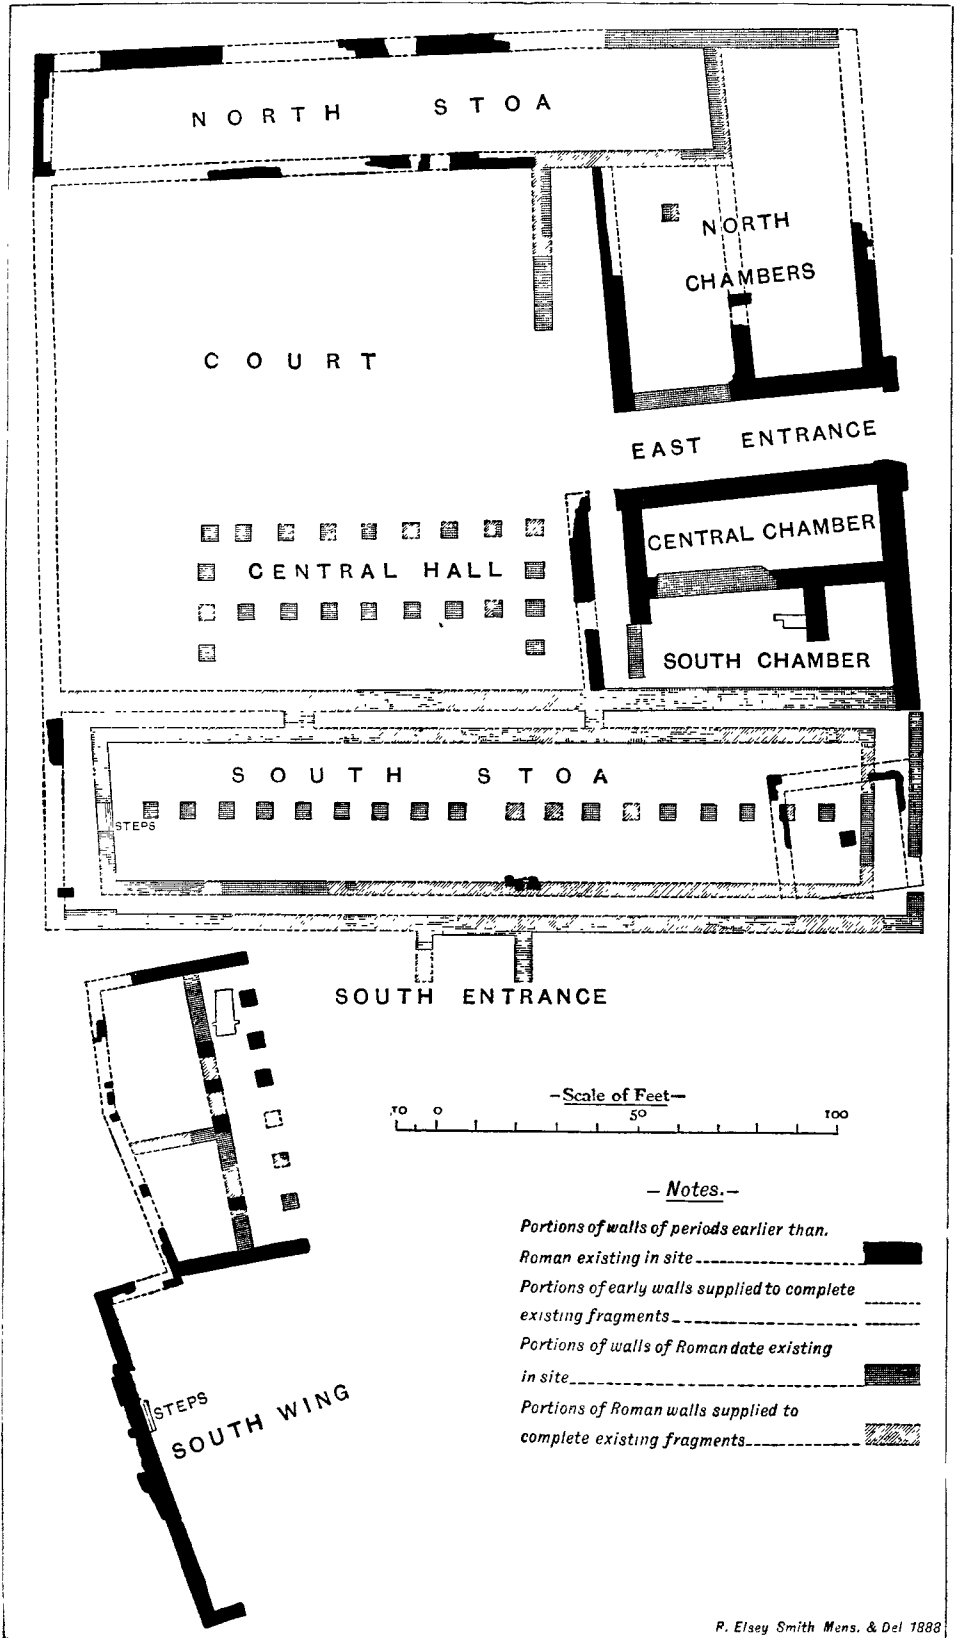 NORTH STOA
NORTH
CHAMBERS
COURT
EAST ENTRANCE
CENTRAL CHAMBER
CENTRAL HALL
SOUTH CHAMBER
SOUTH STOA
STEPS
SOUTH ENTRANCE
—Scale of Feet—
10 0 50 100
— Notes.—
Portions of walls of periods earlier than.
Roman existing in site
Portions of early walls supplied to complete
existing fragments
Portions of walls of Roman date existing
in site
Portions of Roman walls supplied to
complete existing fragments
STEPS
SOUTH WING
R. Elsey Smith Mens. & Del 1888